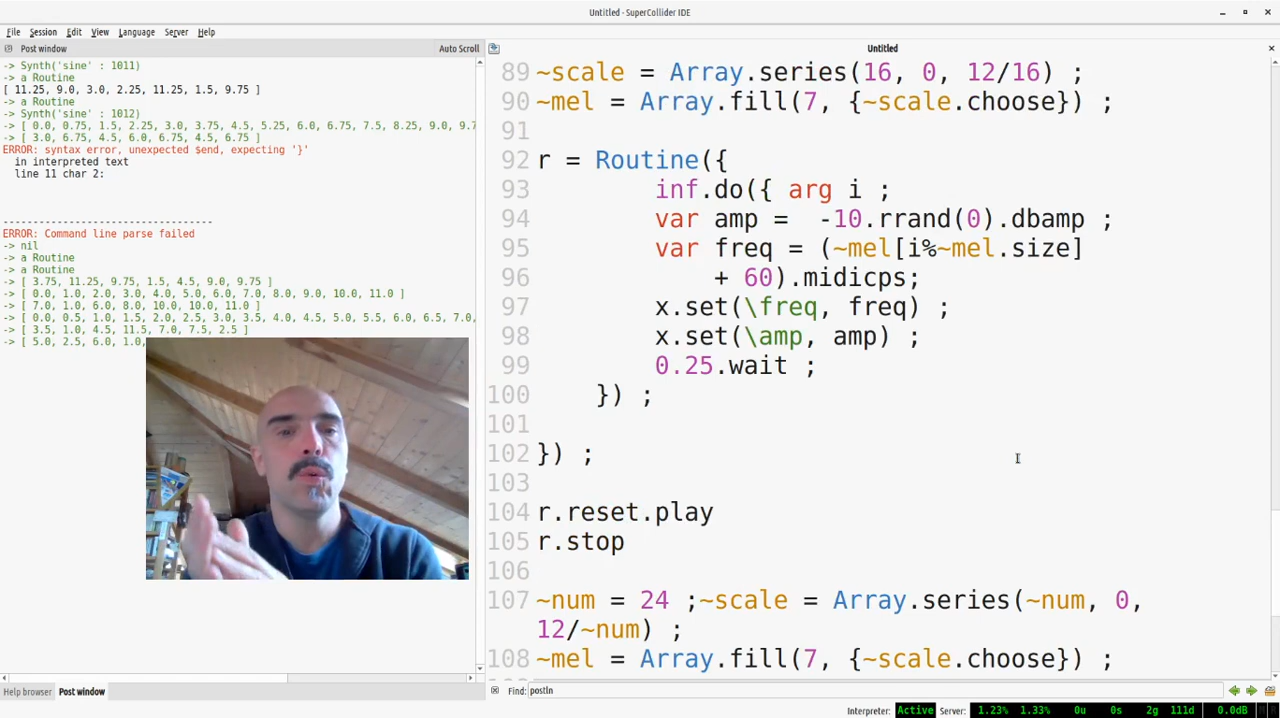 Untitled - SuperCollider IDE
File Session Edit View Language Server Help
Post window Auto Scroll
-> Synth('sine' : 1011)
-> a Routine
[ 11.25, 9.0, 3.0, 2.25, 11.25, 1.5, 9.75 ]
-> a Routine
-> Synth('sine' : 1012)
-> [ 0.0, 0.75, 1.5, 2.25, 3.0, 3.75, 4.5, 5.25, 6.0, 6.75, 7.5, 8.25, 9.0, 9.7
-> [ 3.0, 6.75, 4.5, 6.0, 6.75, 4.5, 6.75 ]
ERROR: syntax error, unexpected $end, expecting '}'
in interpreted text
line 11 char 2:
-----------------------------------
ERROR: Command line parse failed
-> nil
-> a Routine
-> a Routine
-> [ 3.75, 11.25, 9.75, 1.5, 4.5, 9.0, 9.75 ]
-> [ 0.0, 1.0, 2.0, 3.0, 4.0, 5.0, 6.0, 7.0, 8.0, 9.0, 10.0, 11.0 ]
-> [ 7.0, 1.0, 6.0, 8.0, 10.0, 10.0, 11.0 ]
-> [ 0.0, 0.5, 1.0, 1.5, 2.0, 2.5, 3.0, 3.5, 4.0, 4.5, 5.0, 5.5, 6.0, 6.5, 7.0,
-> [ 3.5, 1.0, 4.5, 11.5, 7.0, 7.5, 2.5 ]
-> [ 5.0, 2.5, 6.0, 1.0,
Help browser Post window
Untitled
89 ~scale = Array.series(16, 0, 12/16) ;
90 ~mel = Array.fill(7, {~scale.choose}) ;
91
92 r = Routine({
93 inf.do({ arg i ;
94 var amp = -10.rrand(0).dbamp ;
95 var freq = (~mel[i%~mel.size]
96 + 60).midicps;
97 x.set(\freq, freq) ;
98 x.set(\amp, amp) ;
99 0.25.wait ;
100 }) ;
101
102 }) ;
103
104 r.reset.play
105 r.stop
106
107 ~num = 24 ;~scale = Array.series(~num, 0,
12/~num) ;
108 ~mel = Array.fill(7, {~scale.choose}) ;
Find: postln
Interpreter: Active Server: 1.23% 1.33% 0u 0s 2g 111d 0.0dB